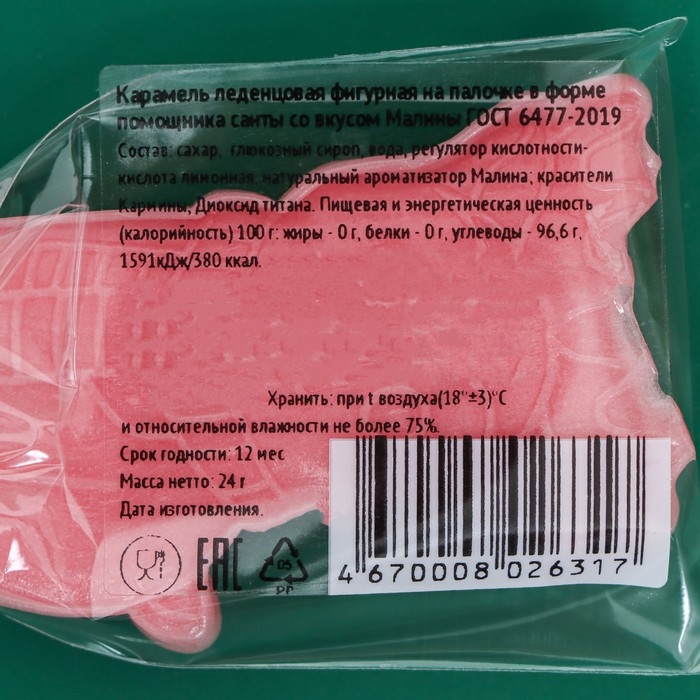 Карамель леденцовая фигурная на палочке в форме
помощника санты со вкусом Малины ГОСТ 6477-2019
Состав: сахар, глюкозный сироп, вода, регулятор кислотности-
кислота лимонная, натуральный ароматизатор Малина; красители
Кармины, Диоксид титана. Пищевая и энергетическая ценность
(калорийность) 100 г: жиры - 0 г, белки - 0 г, углеводы - 96,6 г,
1591кДж/380 ккал.
Хранить: при t воздуха(18°±3)°С
и относительной влажности не более 75%.
Срок годности: 12 мес
Масса нетто: 24 г
Дата изготовления.
ЕАС
05
PP
4 670008 026317